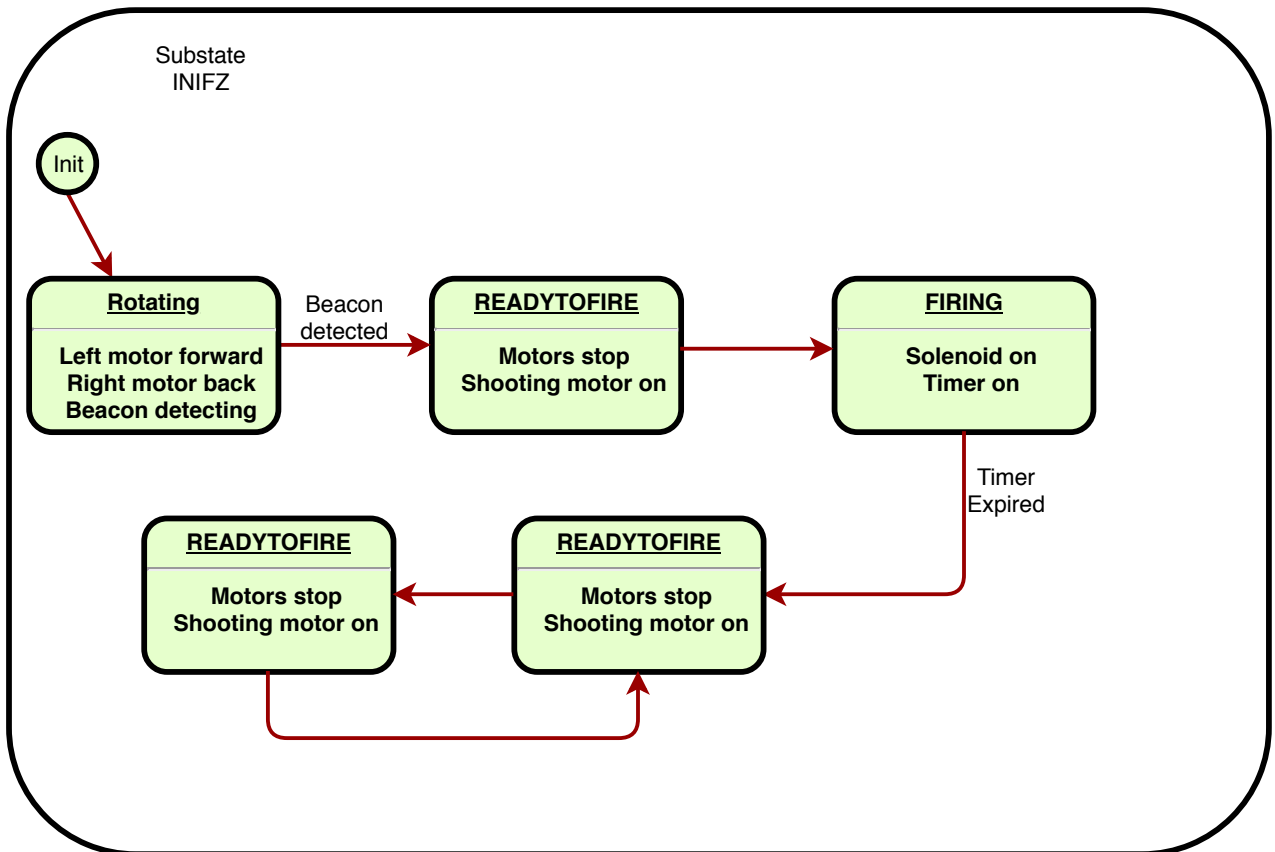 Substate
INIFZ
Init
Rotating
Left motor forward
Right motor back
Beacon detecting
Beacon
detected
READYTOFIRE
Motors stop
Shooting motor on
FIRING
Solenoid on
Timer on
Timer
Expired
READYTOFIRE
Motors stop
Shooting motor on
READYTOFIRE
Motors stop
Shooting motor on